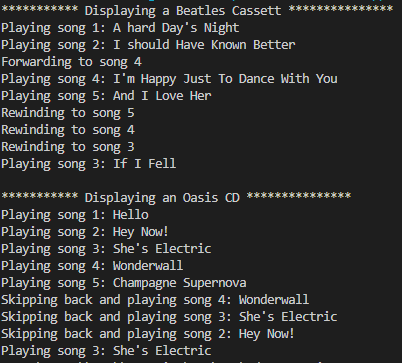 *********** Displaying a Beatles Cassett ***************
Playing song 1: A hard Day's Night
Playing song 2: I should Have Known Better
Forwarding to song 4
Playing song 4: I'm Happy Just To Dance With You
Playing song 5: And I Love Her
Rewinding to song 5
Rewinding to song 4
Rewinding to song 3
Playing song 3: If I Fell

*********** Displaying an Oasis CD ***************
Playing song 1: Hello
Playing song 2: Hey Now!
Playing song 3: She's Electric
Playing song 4: Wonderwall
Playing song 5: Champagne Supernova
Skipping back and playing song 4: Wonderwall
Skipping back and playing song 3: She's Electric
Skipping back and playing song 2: Hey Now!
Playing song 3: She's Electric